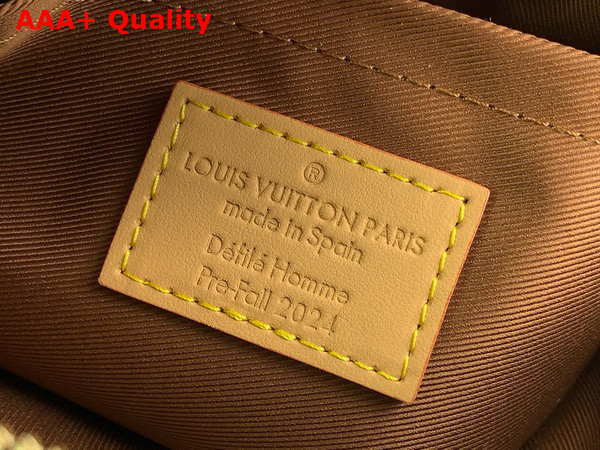 AAA+ Quality
®
LOUIS VUITTON PARIS
made in Spain
Défilé Homme
Pre-Fall 2024